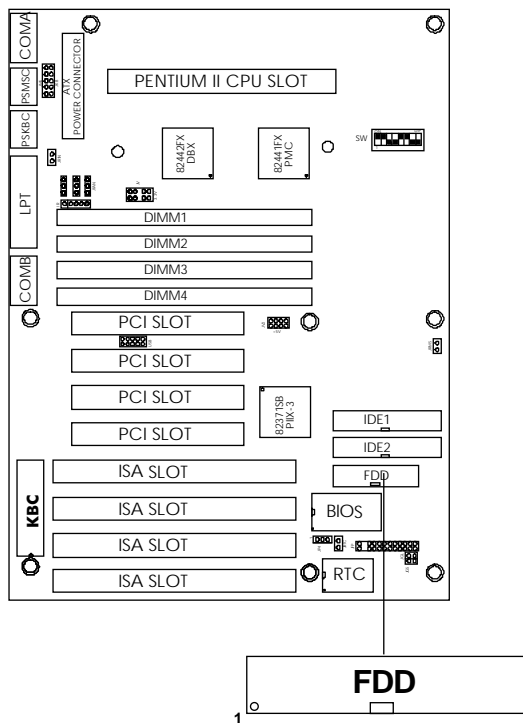 COMA
PSMSC
PSKBC
LPT
COMB
ATX
POWER CONNECTOR
PENTIUM II CPU SLOT
82442FX
DBX
82441FX
PMC
SW
DIMM1
DIMM2
DIMM3
DIMM4
PCI SLOT
PCI SLOT
PCI SLOT
PCI SLOT
82371SB
PIIX-3
IDE1
IDE2
FDD
ISA SLOT
ISA SLOT
ISA SLOT
ISA SLOT
KBC
BIOS
RTC
FDD
1